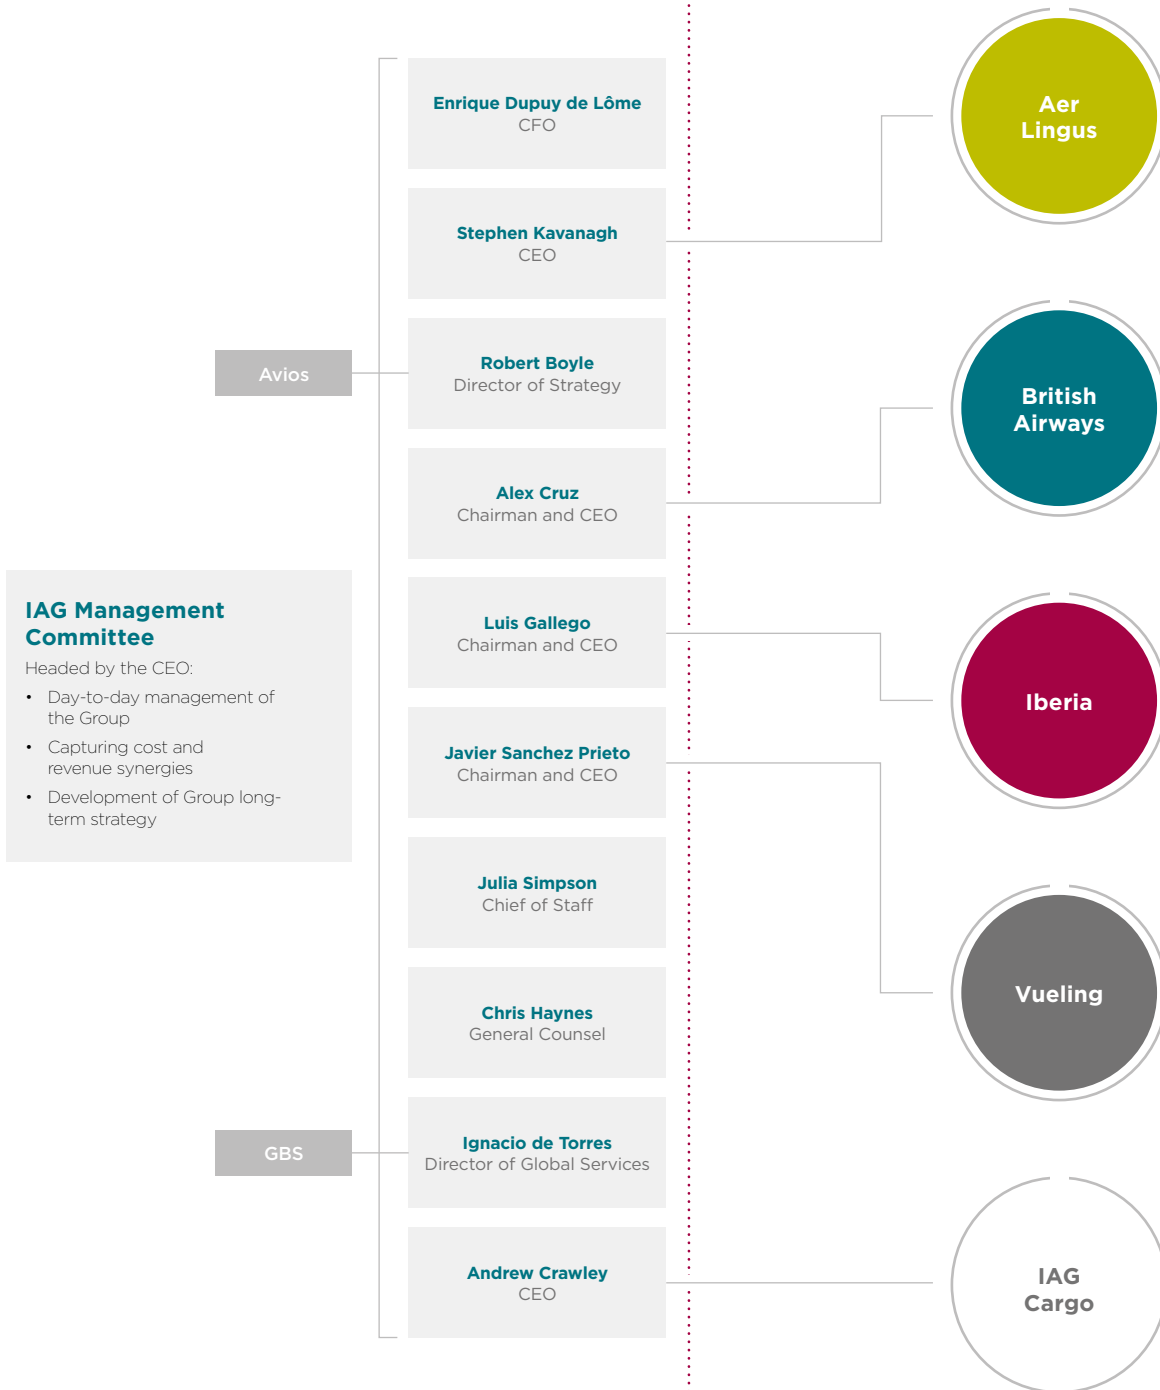 Avios
IAG Management
Committee
Headed by the CEO:
• Day-to-day management of
the Group
• Capturing cost and
revenue synergies
• Development of Group long-
term strategy
GBS
Enrique Dupuy de Lôme
CFO
Stephen Kavanagh
CEO
Robert Boyle
Director of Strategy
Alex Cruz
Chairman and CEO
Luis Gallego
Chairman and CEO
Javier Sanchez Prieto
Chairman and CEO
Julia Simpson
Chief of Staff
Chris Haynes
General Counsel
Ignacio de Torres
Director of Global Services
Andrew Crawley
CEO
Aer
Lingus
British
Airways
Iberia
Vueling
IAG
Cargo